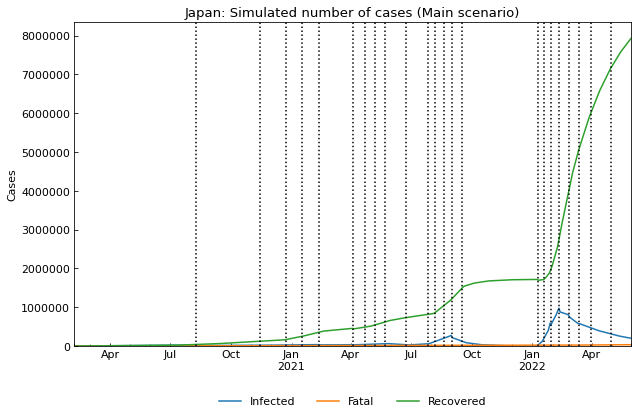 Japan: Simulated number of cases (Main scenario)
8000000
7000000
6000000
5000000
4000000
3000000
2000000
1000000
0
Cases
Apr Jul Oct Jan Apr Jul Oct Jan Apr
2021 2022
Infected Fatal Recovered